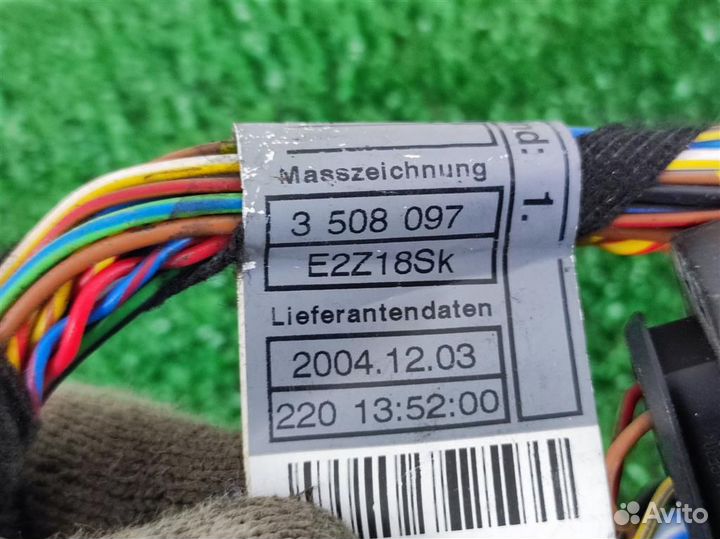 Masszeichnung
3 508 097
E2Z18Sk
Lieferantendaten
2004.12.03
220 13:52:00
1.
Avito